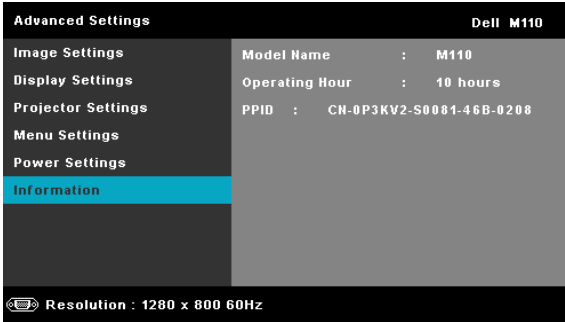 Advanced Settings Dell M110
Image Settings
Display Settings
Projector Settings
Menu Settings
Power Settings
Information
Model Name : M110
Operating Hour : 10 hours
PPID : CN-0P3KV2-S0081-46B-0208
Resolution : 1280 x 800 60Hz